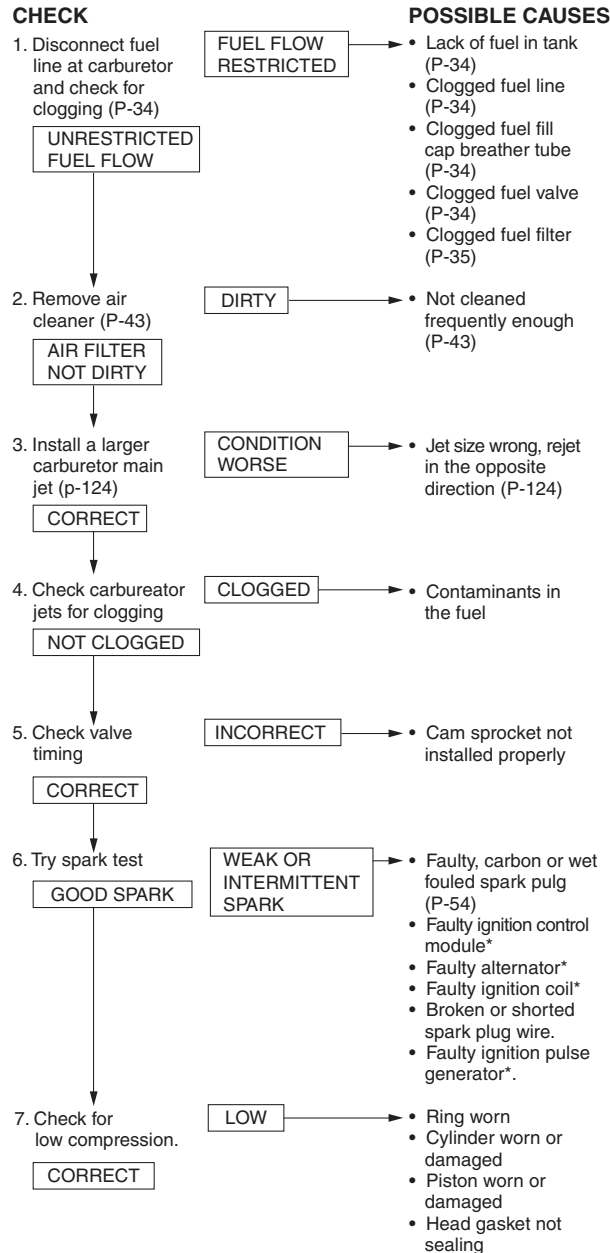 CHECK
POSSIBLE CAUSES
1. Disconnect fuel
line at carburetor
and check for
clogging (P-34)
FUEL FLOW
RESTRICTED
• Lack of fuel in tank
(P-34)
• Clogged fuel line
(P-34)
• Clogged fuel fill
cap breather tube
(P-34)
• Clogged fuel valve
(P-34)
• Clogged fuel filter
(P-35)
UNRESTRICTED
FUEL FLOW
2. Remove air
cleaner (P-43)
DIRTY
• Not cleaned
frequently enough
(P-43)
AIR FILTER
NOT DIRTY
3. Install a larger
carburetor main
jet (p-124)
CONDITION
WORSE
• Jet size wrong, rejet
in the opposite
direction (P-124)
CORRECT
4. Check carbureator
jets for clogging
CLOGGED
• Contaminants in
the fuel
NOT CLOGGED
5. Check valve
timing
INCORRECT
• Cam sprocket not
installed properly
CORRECT
6. Try spark test
WEAK OR
INTERMITTENT
SPARK
• Faulty, carbon or wet
fouled spark pulg
(P-54)
• Faulty ignition control
module*
• Faulty alternator*
• Faulty ignition coil*
• Broken or shorted
spark plug wire.
• Faulty ignition pulse
generator*.
GOOD SPARK
7. Check for
low compression.
LOW
• Ring worn
• Cylinder worn or
damaged
• Piston worn or
damaged
• Head gasket not
sealing
CORRECT